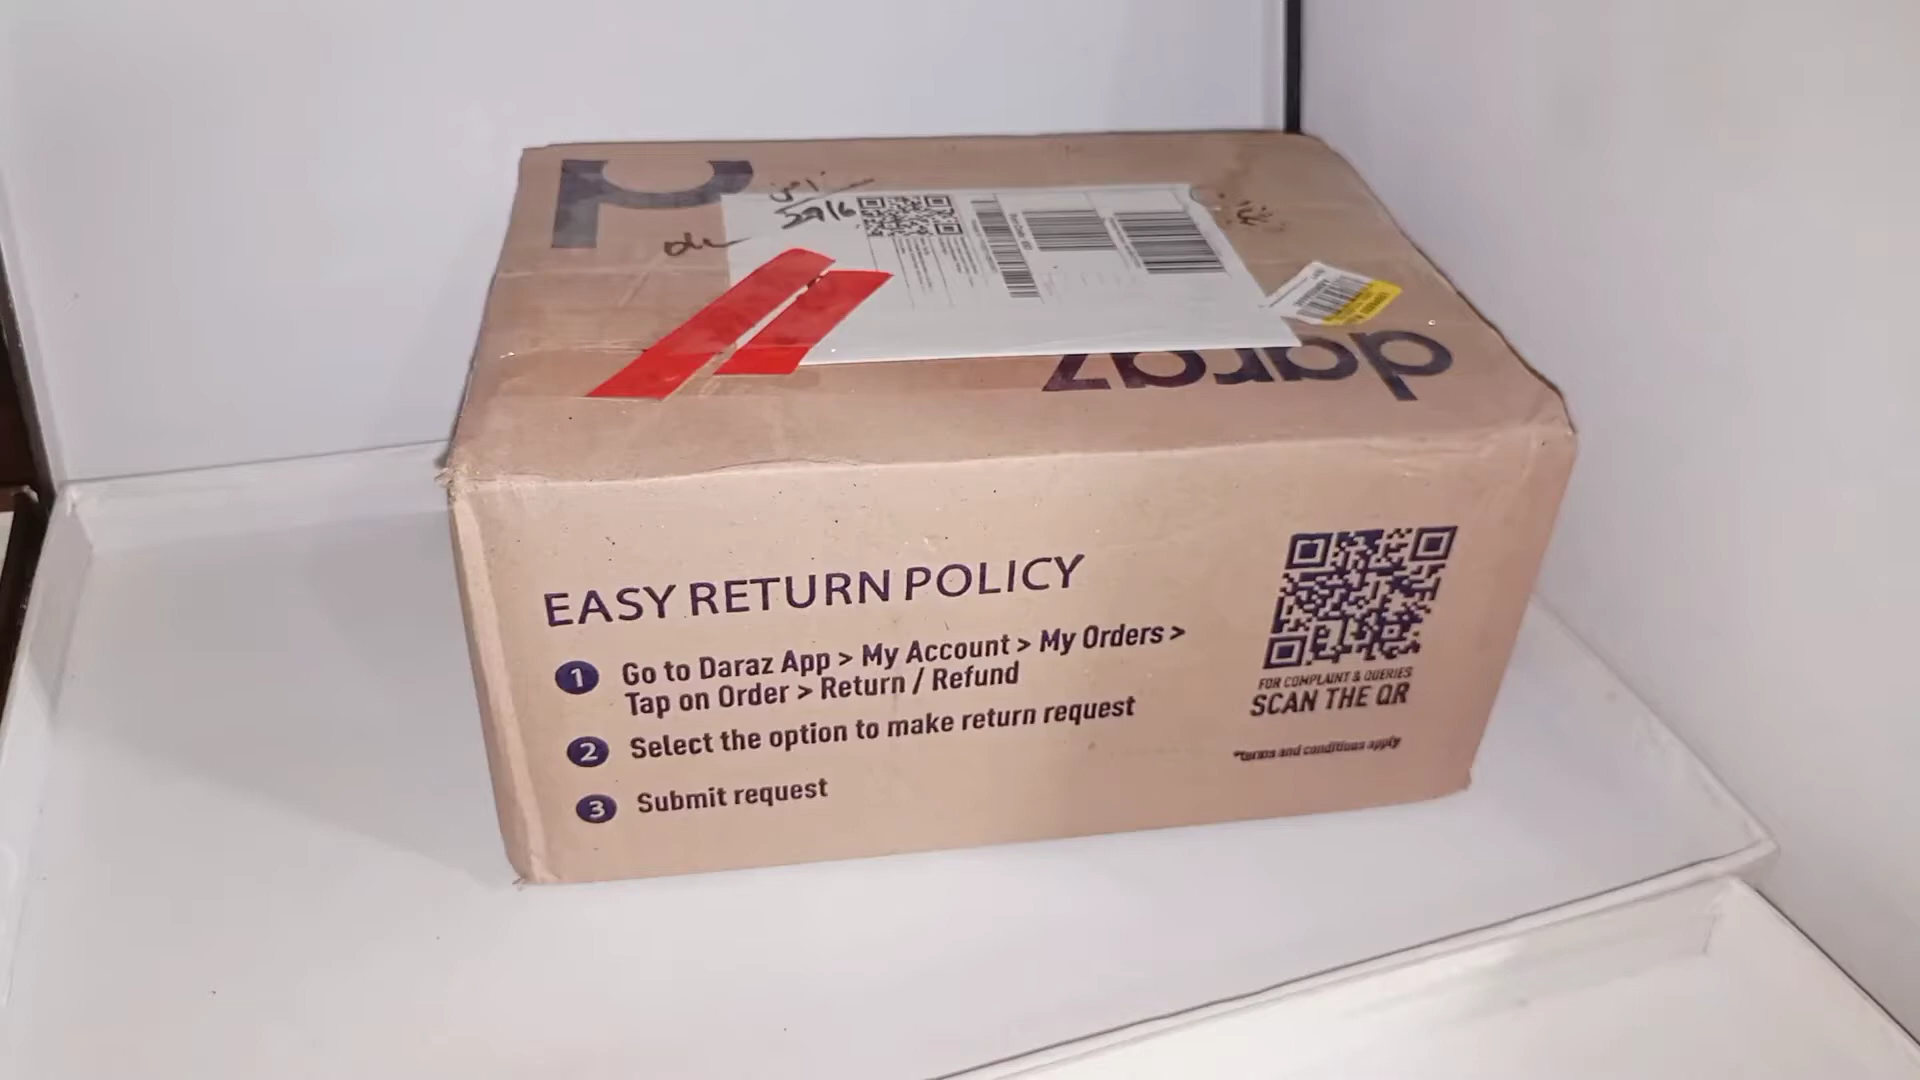 daraz
EASY RETURN POLICY
1 Go to Daraz App > My Account > My Orders >
Tap on Order > Return / Refund
2 Select the option to make return request
3 Submit request
FOR COMPLAINT & QUERIES
SCAN THE QR
*terms and conditions apply